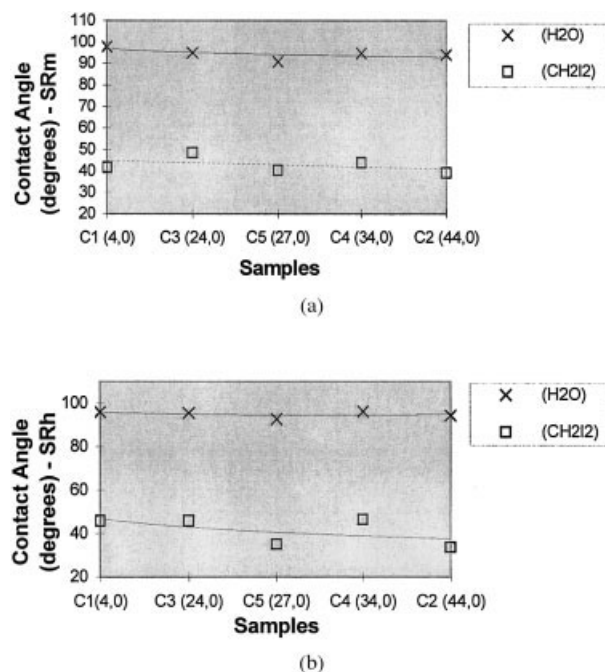 Contact Angle
(degrees) - SRm
110
100
90
80
70
60
50
40
30
20
C1 (4,0) C3 (24,0) C5 (27,0) C4 (34,0) C2 (44,0)
Samples
(H2O)
(CH2I2)
(a)
Contact Angle
(degrees) - SRh
100
80
60
40
20
C1(4,0) C3 (24,0) C5 (27,0) C4 (34,0) C2 (44,0)
Samples
(H2O)
(CH2I2)
(b)